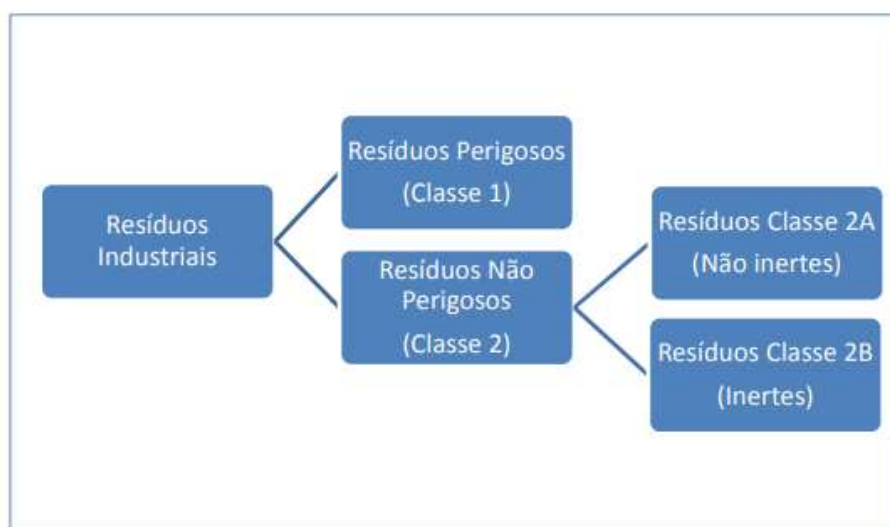 Resíduos
Industriais
Resíduos Perigosos
(Classe 1)
Resíduos Não
Perigosos
(Classe 2)
Resíduos Classe 2A
(Não inertes)
Resíduos Classe 2B
(Inertes)